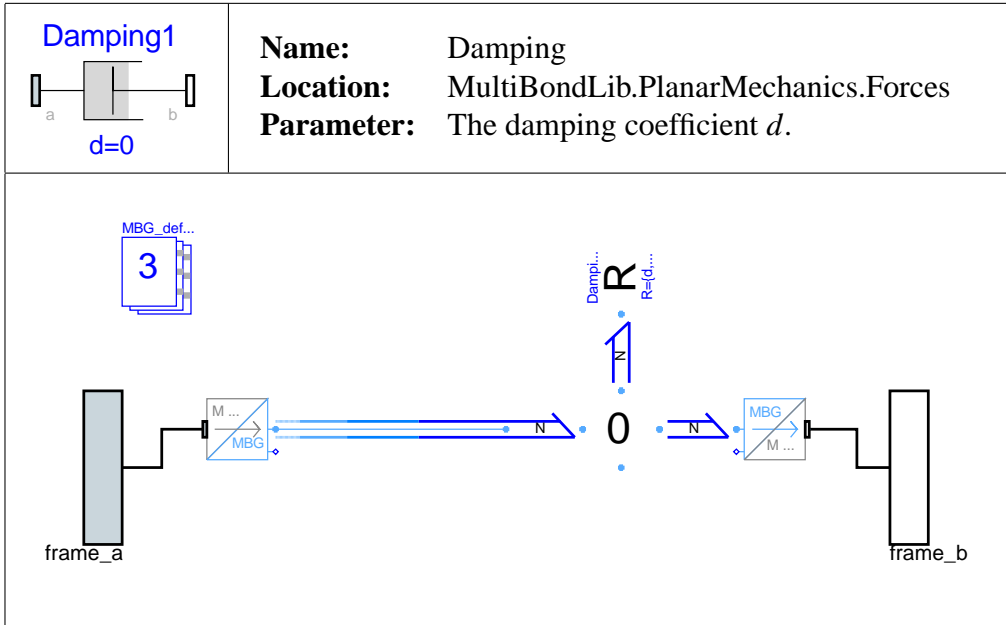 Damping1
a
b
d=0
Name: Damping
Location: MultiBondLib.PlanarMechanics.Forces
Parameter: The damping coefficient d.
MBG_def...
3
Dampi...
R
R={d,...
N
M ...
MBG
N
0
N
MBG
M ...
frame_a
frame_b